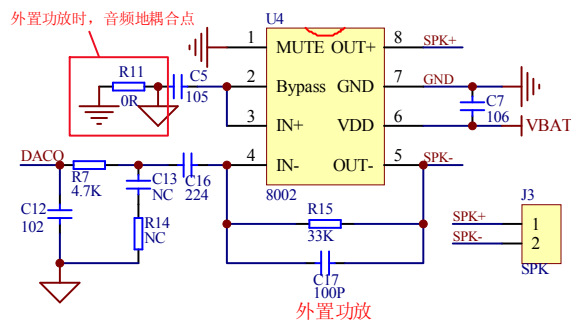 外置功放时，音频地耦合点
U4
1
MUTE
OUT+
8
SPK+
R11
0R
C5
105
2
Bypass
GND
7
GND
3
IN+
VDD
6
C7
106
VBAT
DACO
R7
4.7K
C16
224
4
IN-
OUT-
5
SPK-
8002
C13
NC
C12
102
R14
NC
R15
33K
C17
100P
J3
SPK+
1
SPK-
2
SPK
外置功放